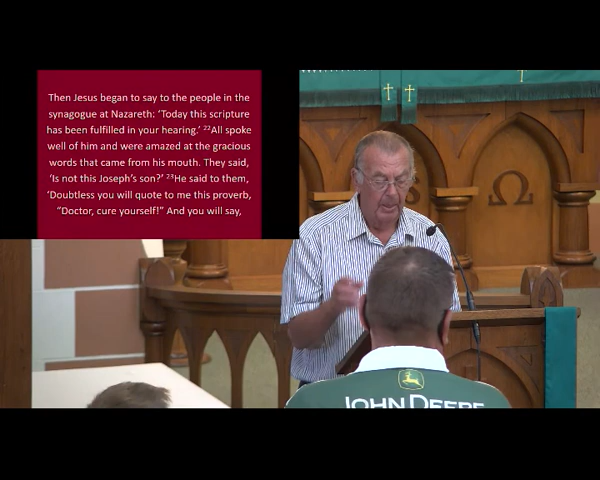 Then Jesus began to say to the people in the
synagogue at Nazareth: ‘Today this scripture
has been fulfilled in your hearing.’ ²²All spoke
well of him and were amazed at the gracious
words that came from his mouth. They said,
‘Is not this Joseph’s son?’ ²³He said to them,
‘Doubtless you will quote to me this proverb,
“Doctor, cure yourself!” And you will say,
Ω
JOHN DEERE